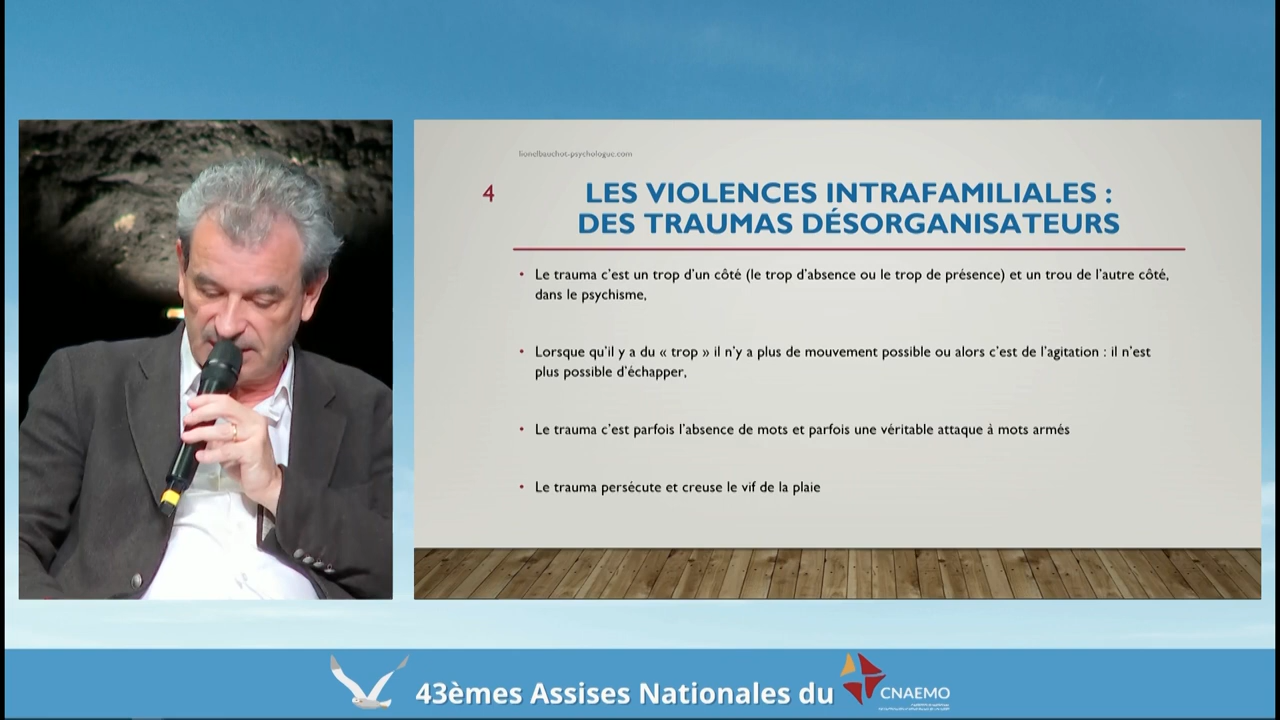 lionelbauchot-psychologue.com
4
LES VIOLENCES INTRAFAMILIALES :
DES TRAUMAS DÉSORGANISATEURS
• Le trauma c'est un trop d'un côté (le trop d'absence ou le trop de présence) et un trou de l'autre côté,
dans le psychisme,
• Lorsque qu'il y a du « trop » il n'y a plus de mouvement possible ou alors c'est de l'agitation : il n'est
plus possible d'échapper,
• Le trauma c'est parfois l'absence de mots et parfois une véritable attaque à mots armés
• Le trauma persécute et creuse le vif de la plaie
43èmes Assises Nationales du
CNAEMO